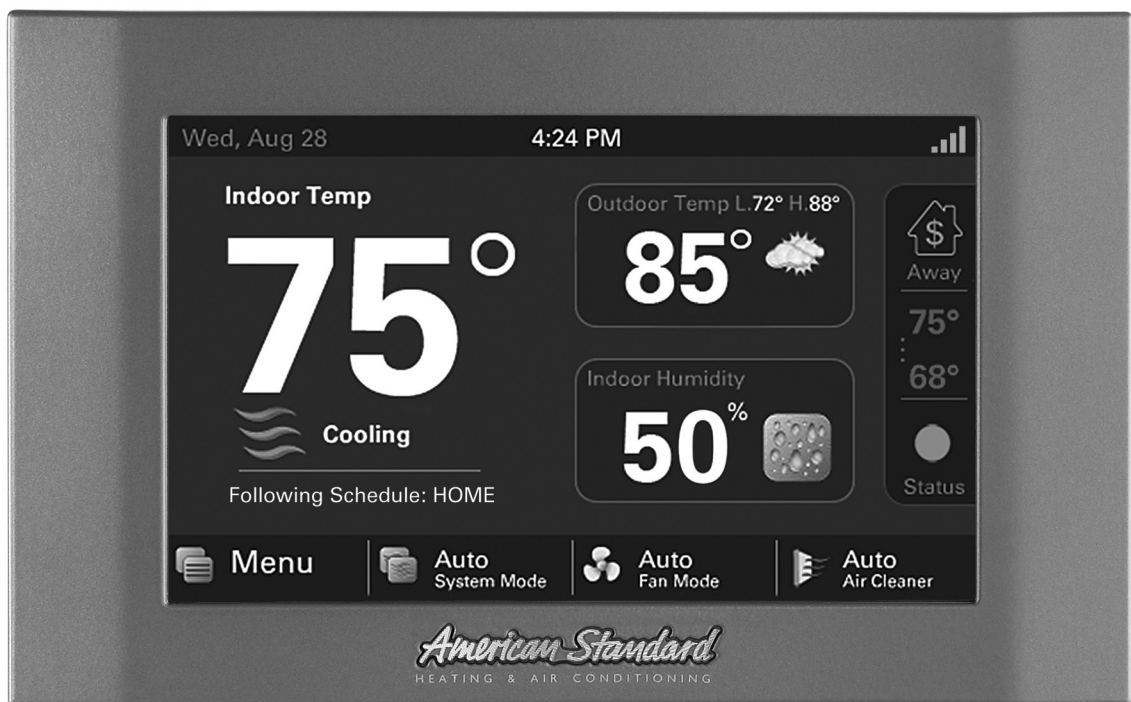 Wed, Aug 28
4:24 PM
Indoor Temp
75°
Cooling
Following Schedule: HOME
Outdoor Temp L.72° H.88°
85°
Indoor Humidity
50%
$
Away
75°
68°
Status
Menu
Auto
System Mode
Auto
Fan Mode
Auto
Air Cleaner
American Standard
HEATING & AIR CONDITIONING